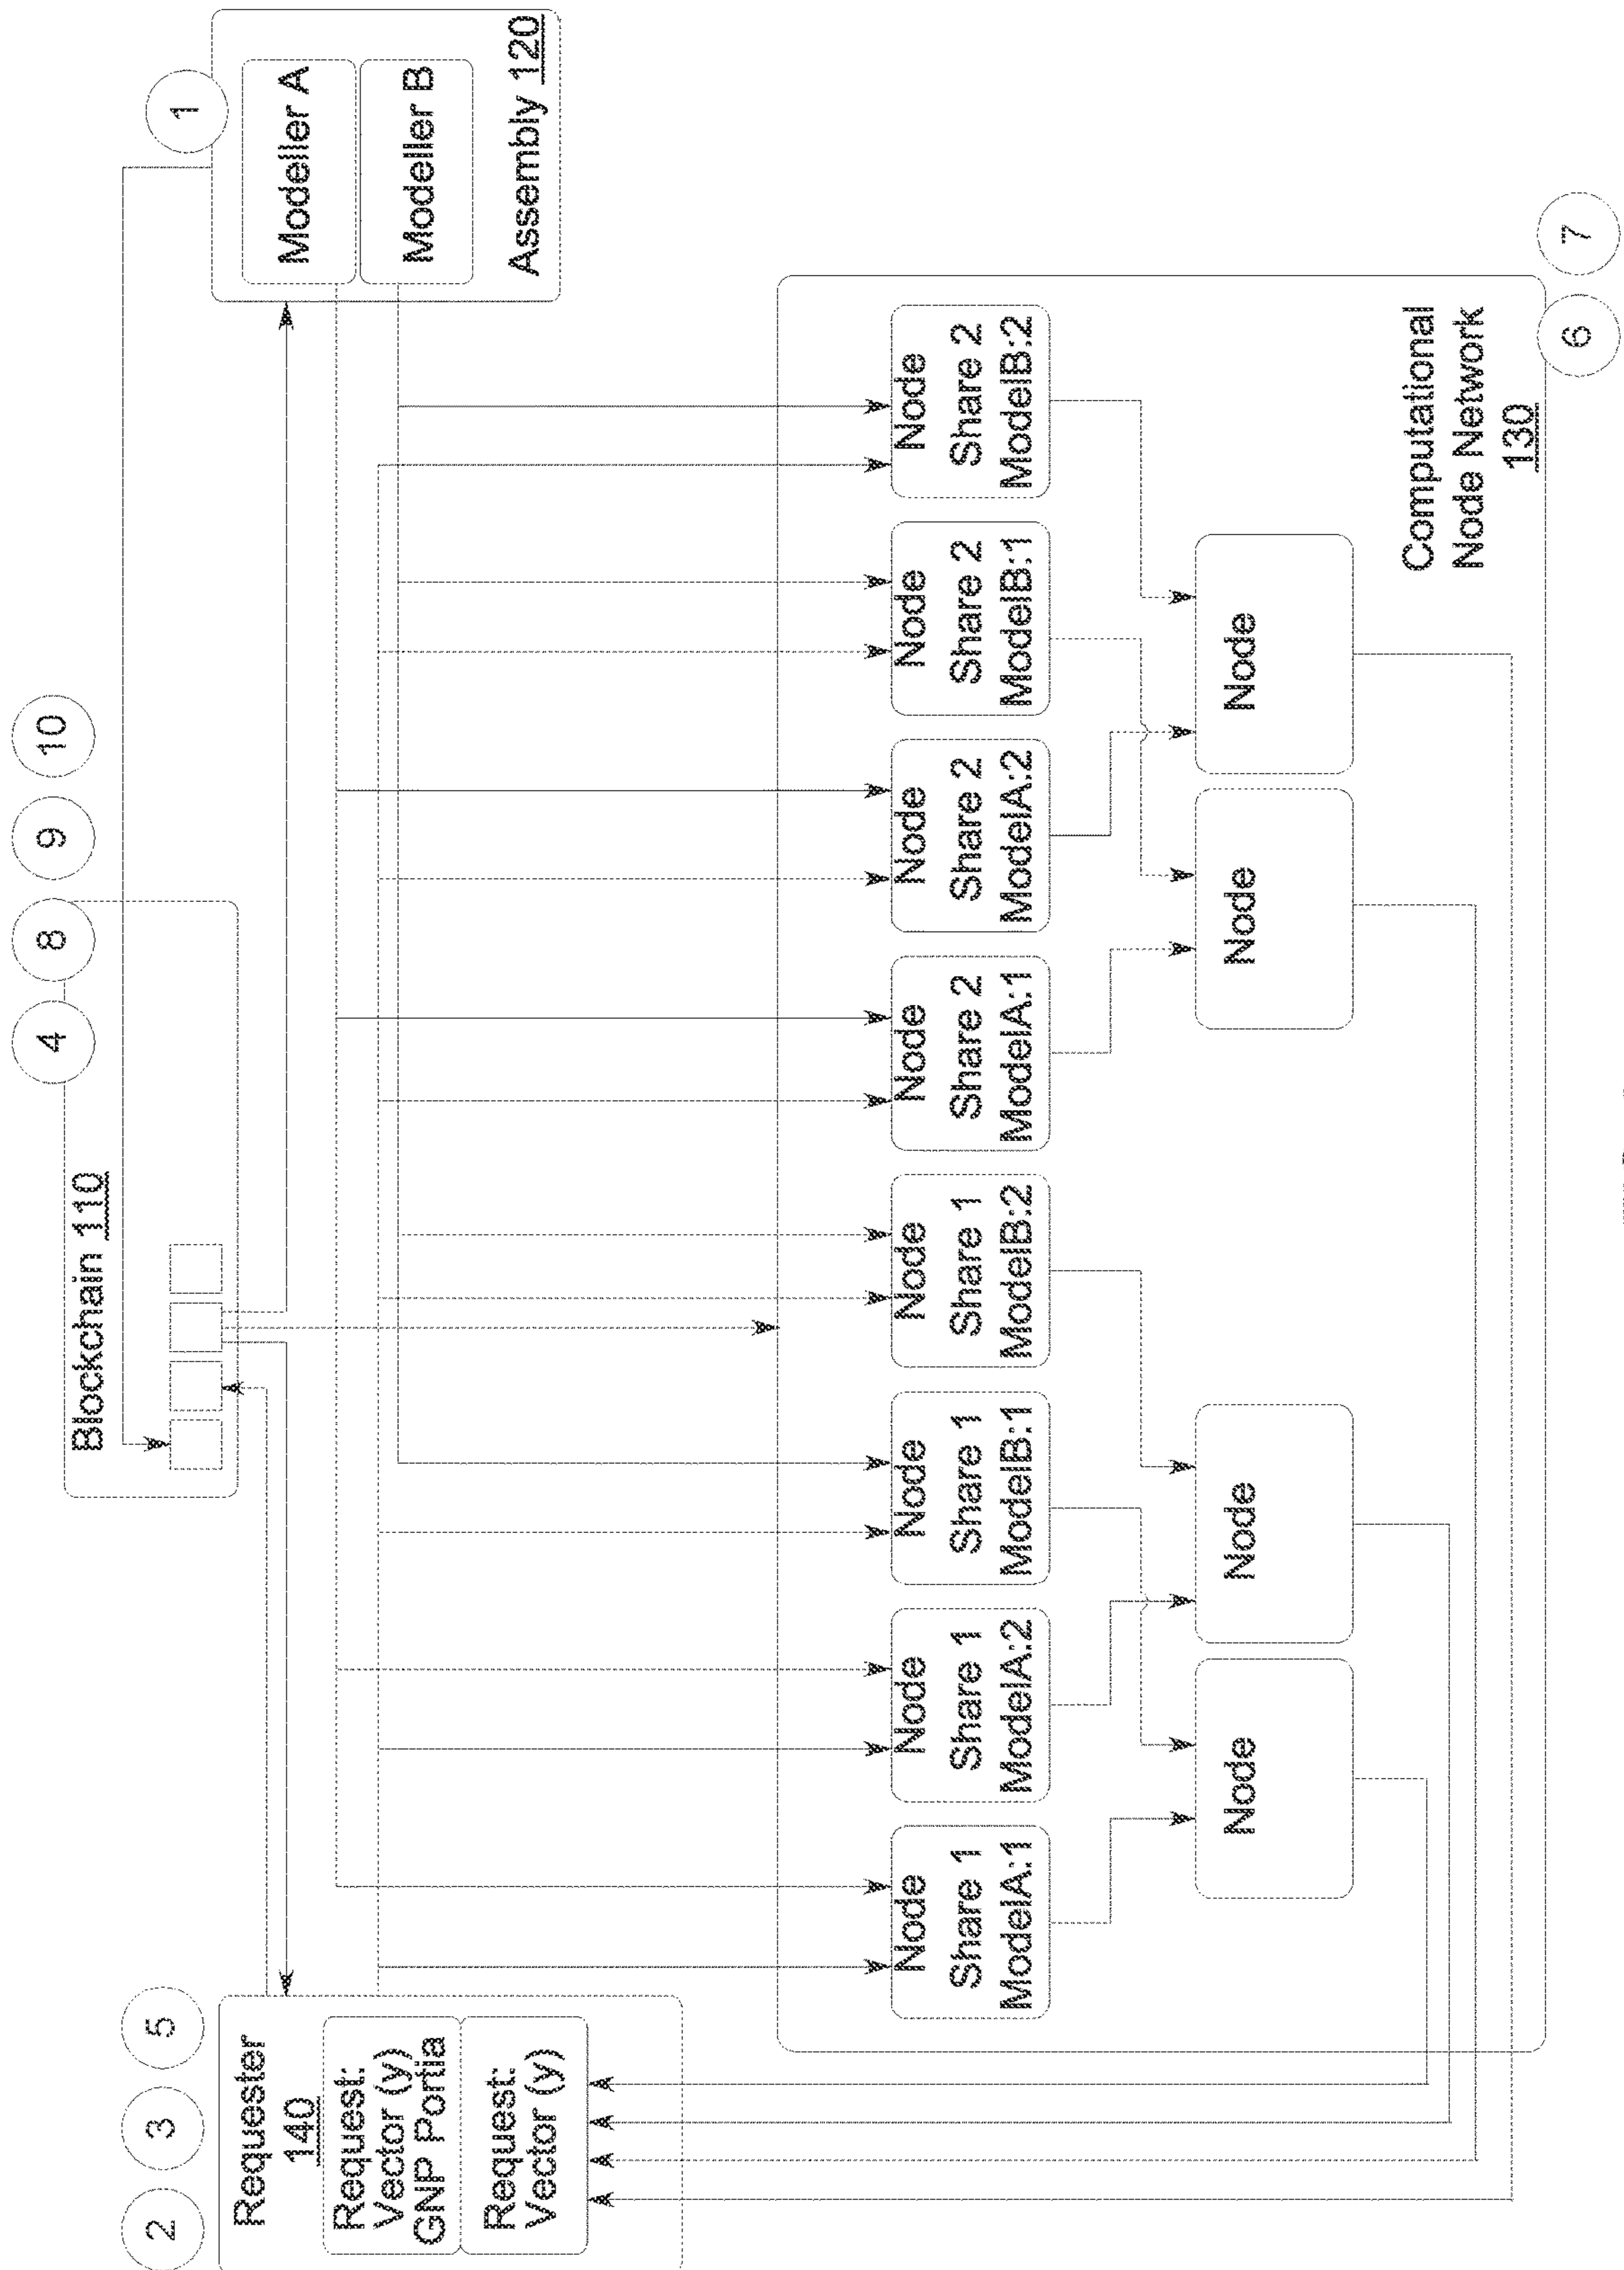 2
3
5
Requester
140
Request:
Vector (y)
GNP Portia
Request:
Vector (y)
Blockchain 110
4
8
9
10
1
Modeller A
Modeller B
Assembly 120
Node
Share 1
ModelA:1
Node
Share 1
ModelA:2
Node
Share 1
ModelB:1
Node
Share 1
ModelB:2
Node
Share 2
ModelA:1
Node
Share 2
ModelA:2
Node
Share 2
ModelB:1
Node
Share 2
ModelB:2
Node
Node
Node
Node
Computational
Node Network
130
6
7